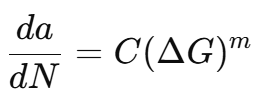 da/dN = C(ΔG)^m